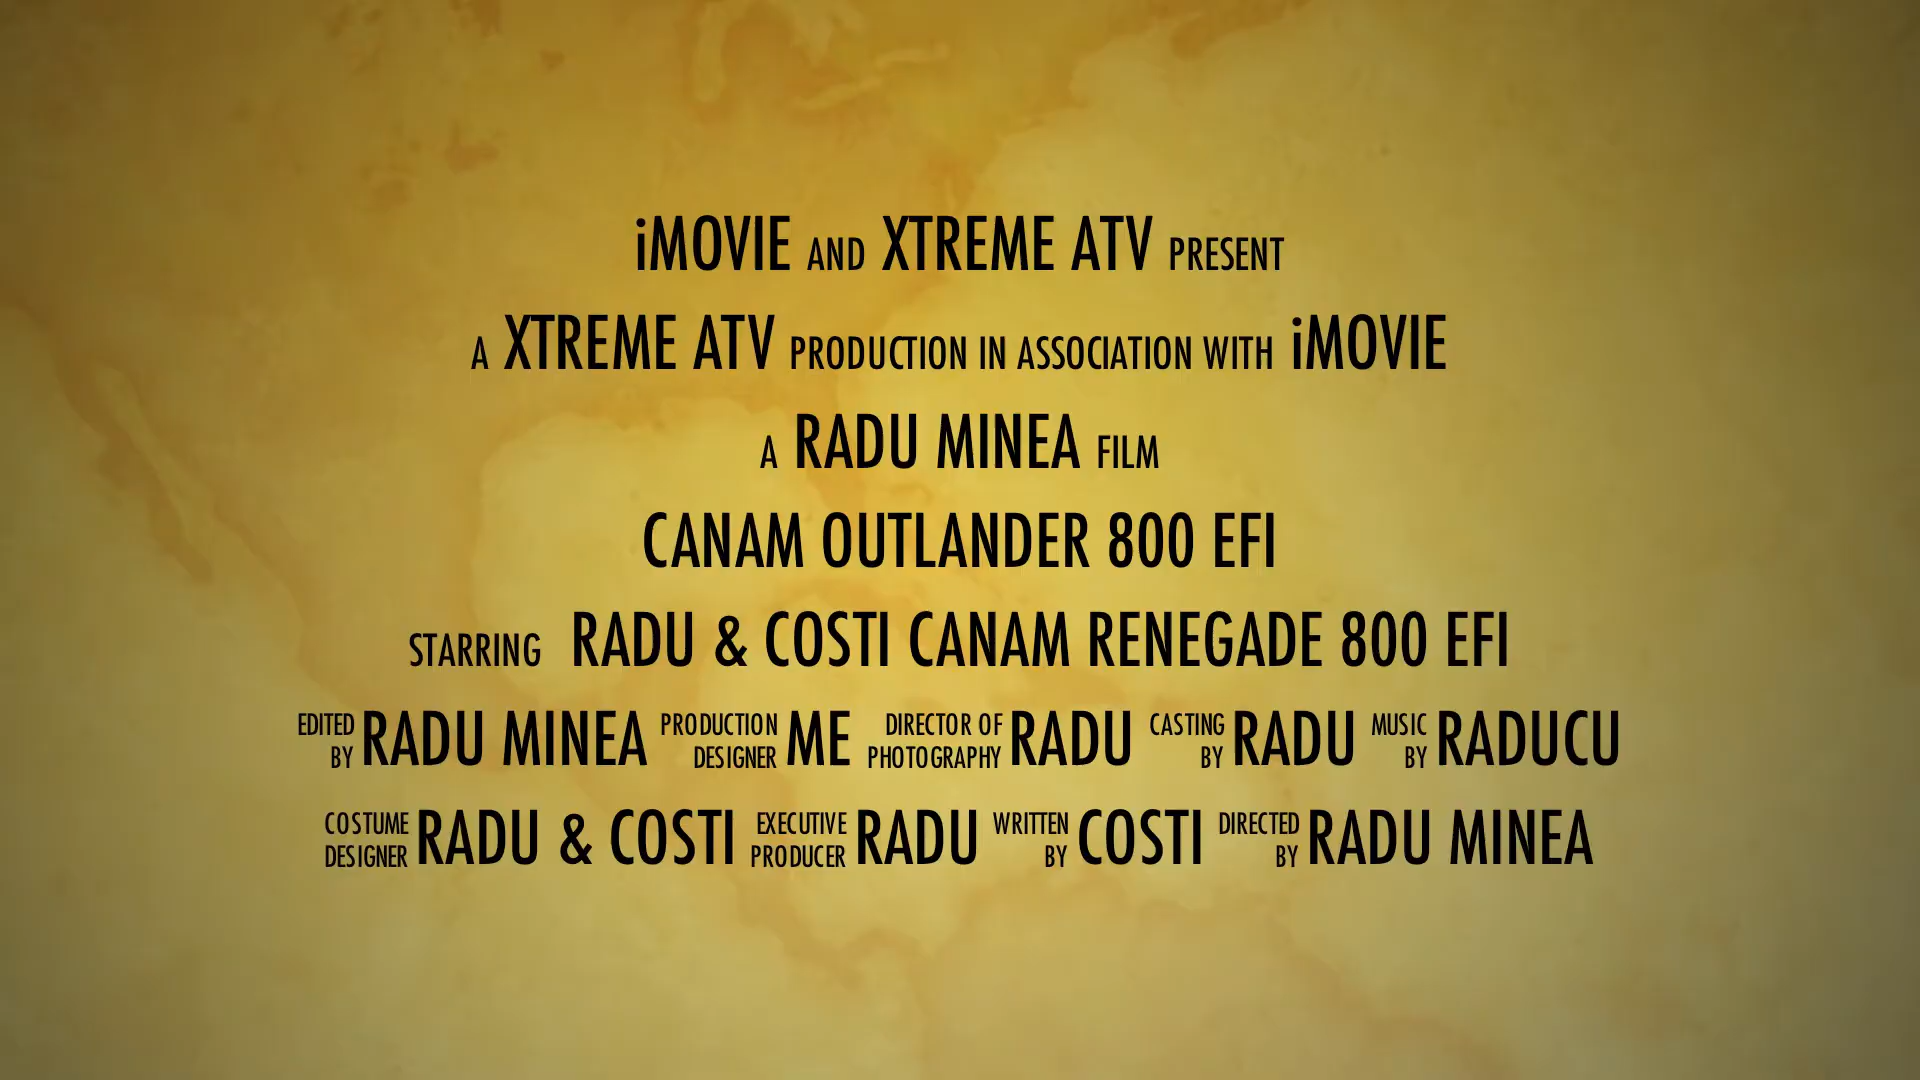 iMOVIE AND XTREME ATV PRESENT
A XTREME ATV PRODUCTION IN ASSOCIATION WITH iMOVIE
A RADU MINEA FILM
CANAM OUTLANDER 800 EFI
STARRING RADU & COSTI CANAM RENEGADE 800 EFI
EDITED BY RADU MINEA PRODUCTION DESIGNER ME DIRECTOR OF PHOTOGRAPHY RADU CASTING BY RADU MUSIC BY RADUCU
COSTUME DESIGNER RADU & COSTI EXECUTIVE PRODUCER RADU WRITTEN BY COSTI DIRECTED BY RADU MINEA